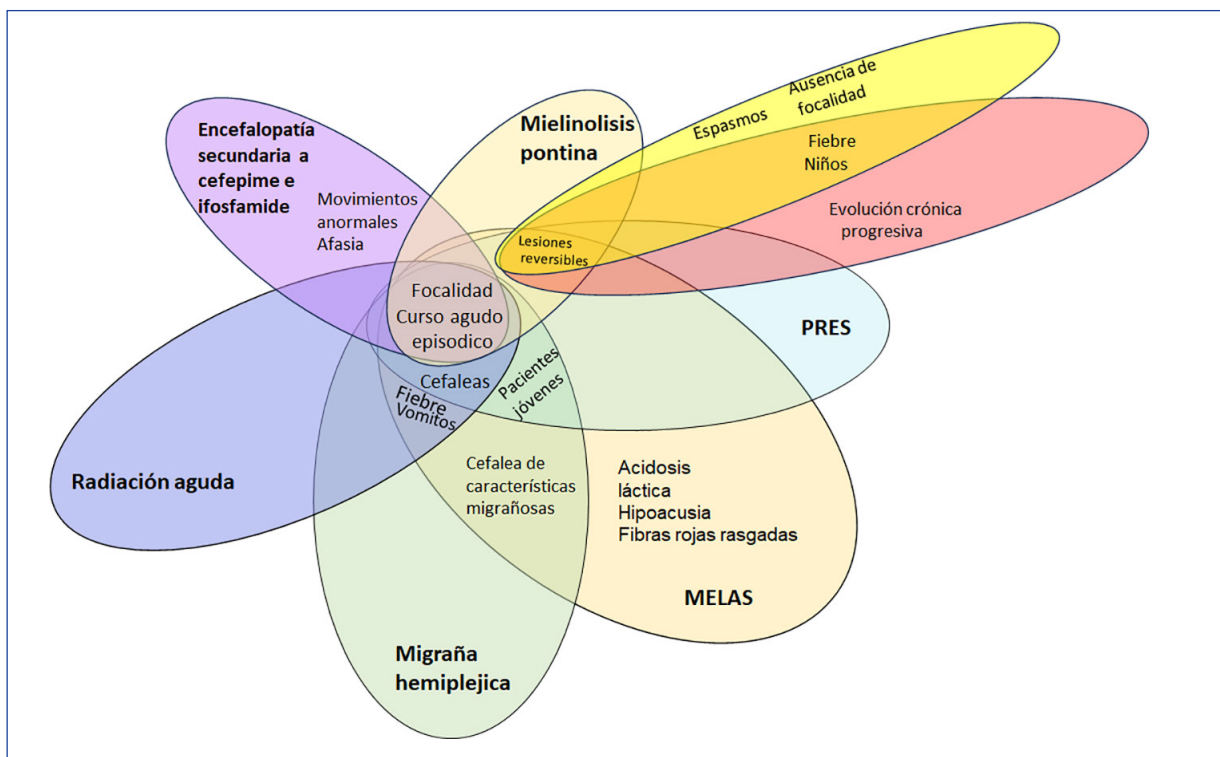 Encefalopatía
secundaria a
cefepime e
ifosfamide
Movimientos
anormales
Afasia
Mielinolisis
pontina
Espasmos
Ausencia de
focalidad
Fiebre
Niños
Evolución crónica
progresiva
Lesiones
reversibles
Focalidad
Curso agudo
episodico
PRES
Cefaleas
Fiebre
Vomitos
Pacientes
jóvenes
Radiación aguda
Cefalea de
características
migrañosas
Acidosis
láctica
Hipoacusia
Fibras rojas rasgadas
MELAS
Migraña
hemiplejica